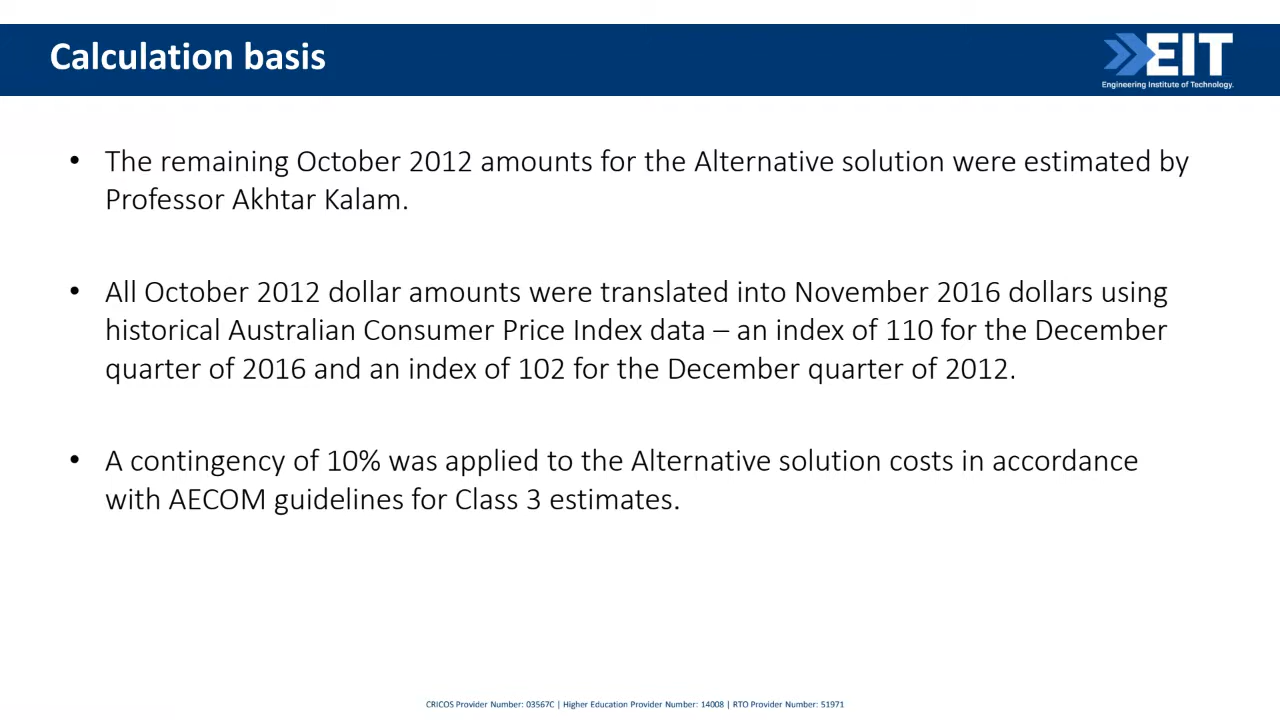 Calculation basis
EIT
Engineering Institute of Technology.
• The remaining October 2012 amounts for the Alternative solution were estimated by
Professor Akhtar Kalam.
• All October 2012 dollar amounts were translated into November 2016 dollars using
historical Australian Consumer Price Index data – an index of 110 for the December
quarter of 2016 and an index of 102 for the December quarter of 2012.
• A contingency of 10% was applied to the Alternative solution costs in accordance
with AECOM guidelines for Class 3 estimates.
CRICOS Provider Number: 03567C | Higher Education Provider Number: 14008 | RTO Provider Number: 51971